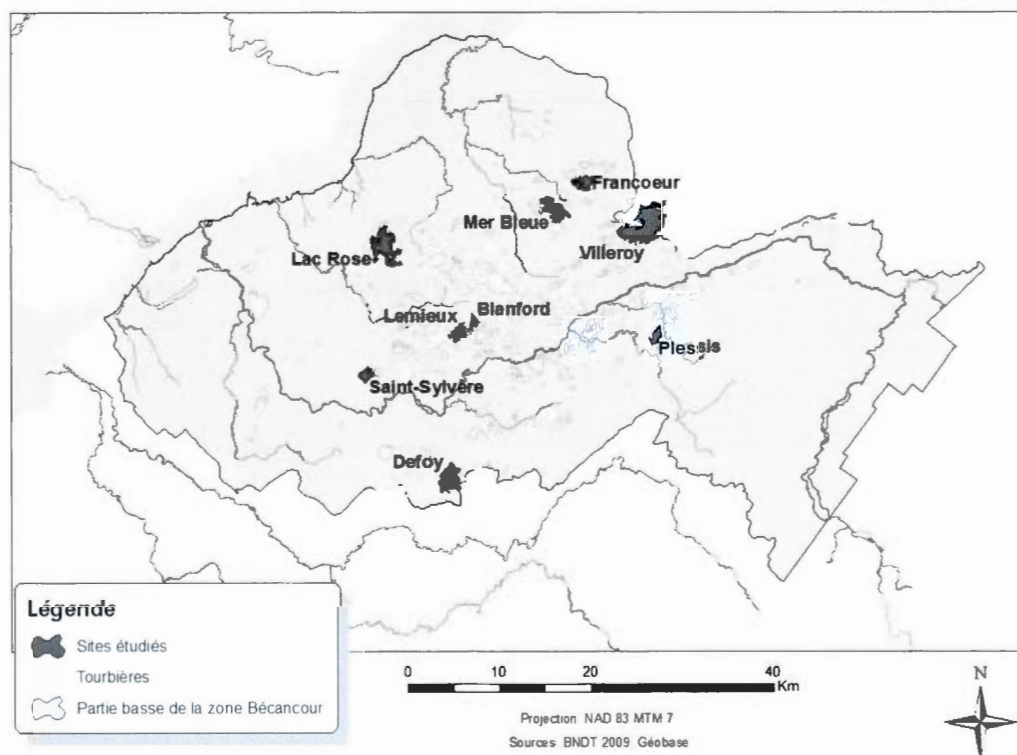 Francoeur
Mer Bleue
Villeroy
Lac Rose
Blanford
Lemieux
Plessis
Saint-Sylvère
Defoy
Légende
Sites étudiés
Tourbières
Partie basse de la zone Bécancour
0 10 20 40
Km
Projection NAD 83 MTM 7
Sources BNDT 2009 Géobase
N